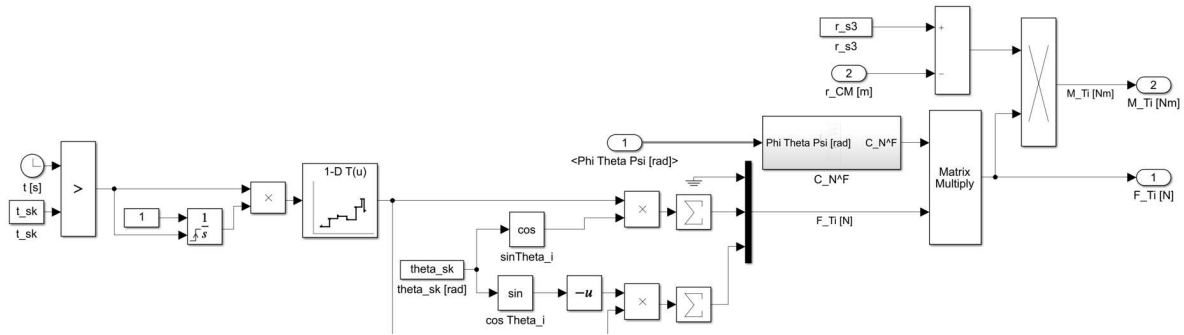 r_s3
r_s3
+
−
2
r_CM [m]
M_Ti [Nm]
2
M_Ti [Nm]
1
<Phi Theta Psi [rad]>
Phi Theta Psi [rad]
C_N^F
C_N^F
Matrix
Multiply
1
F_Ti [N]
t [s]
t_sk
t_sk
>
1
1
s
×
1-D T(u)
cos
sinTheta_i
×
∑
F_Ti [N]
theta_sk
theta_sk [rad]
sin
cos Theta_i
-u
×
∑